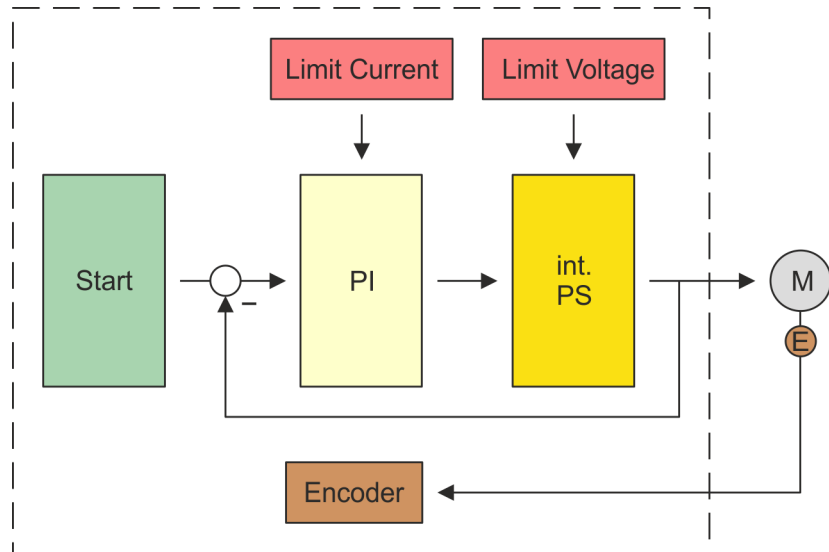 Limit Current
Limit Voltage
Start
–
PI
int.
PS
M
E
Encoder